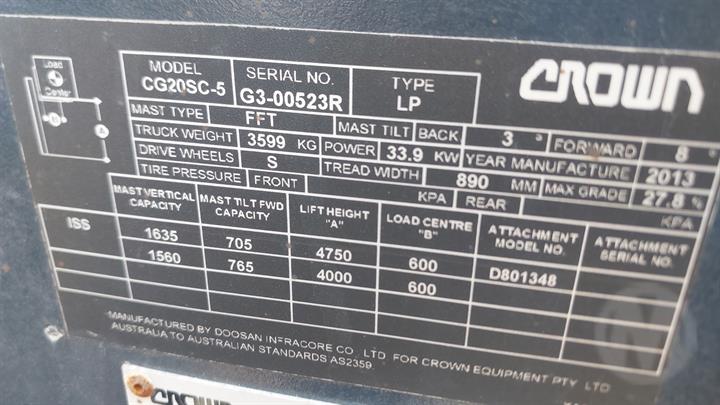 Load
Center
MODEL CG20SC-5 SERIAL NO. G3-00523R TYPE LP CROWN
MAST TYPE FFT MAST TILT BACK 3 ° FORWARD 8 °
TRUCK WEIGHT 3599 KG POWER 33.9 KW YEAR MANUFACTURE 2013
DRIVE WHEELS S TREAD WIDTH 890 MM MAX GRADE 27.8 %
TIRE PRESSURE FRONT KPA REAR KPA
MAST VERTICAL CAPACITY MAST TILT FWD CAPACITY LIFT HEIGHT "A" LOAD CENTRE "B" ATTACHMENT MODEL NO. ATTACHMENT SERIAL NO.
ISS 1635 705 4750 600 D801348
1560 765 4000 600
MANUFACTURED BY DOOSAN INFRACORE CO., LTD. FOR CROWN EQUIPMENT PTY LTD
AUSTRALIA TO AUSTRALIAN STANDARDS AS2359.
CROWN